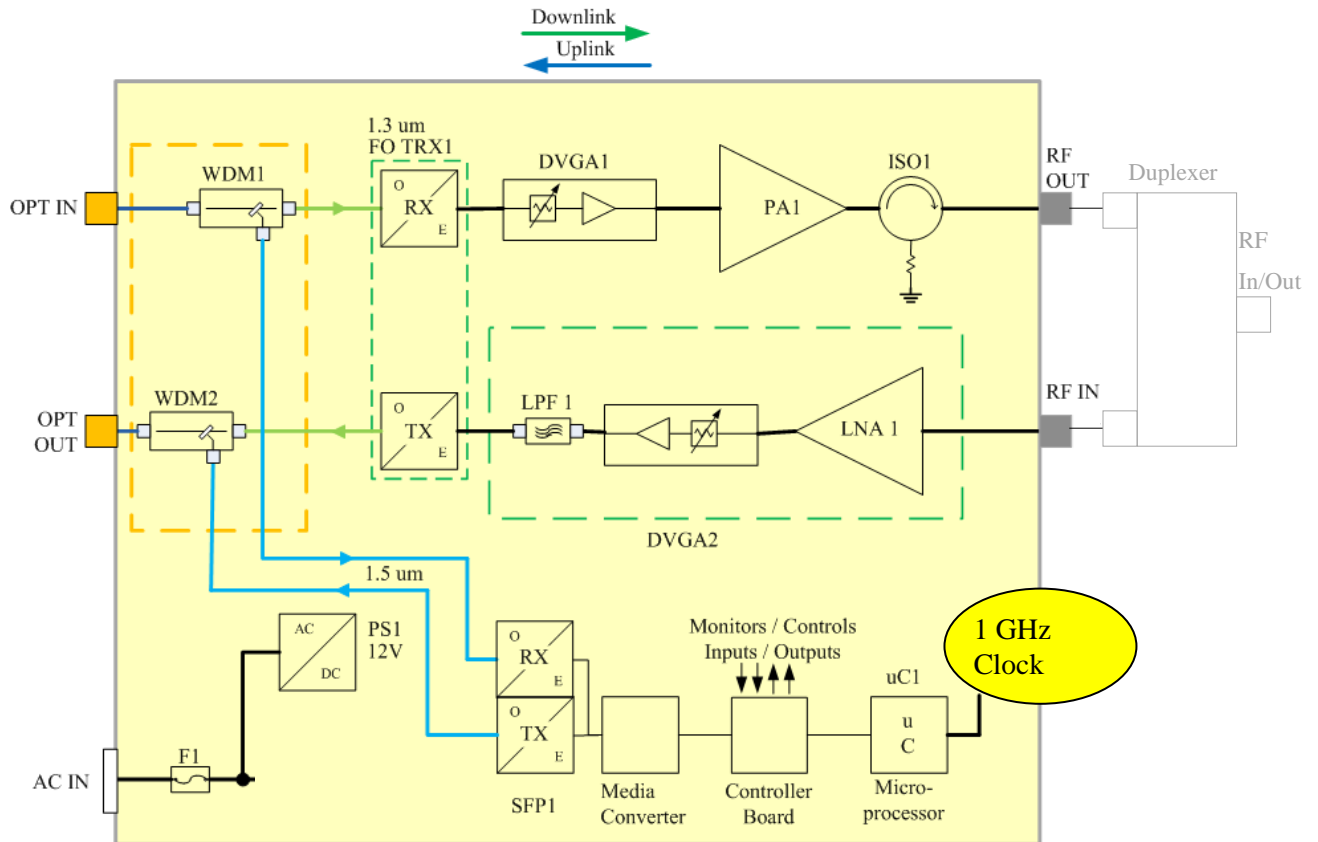 Downlink
Uplink
1.3 um
FO TRX1
WDM1
DVGA1
ISO1
RF
OUT
Duplexer
OPT IN
O
RX
E
PA1
RF
In/Out
WDM2
OPT
OUT
O
TX
E
LPF 1
LNA 1
RF IN
DVGA2
1.5 um
AC
DC
PS1
12V
O
RX
E
Monitors / Controls
Inputs / Outputs
1 GHz
Clock
uC1
O
TX
E
u
C
F1
AC IN
SFP1
Media
Converter
Controller
Board
Micro-
processor